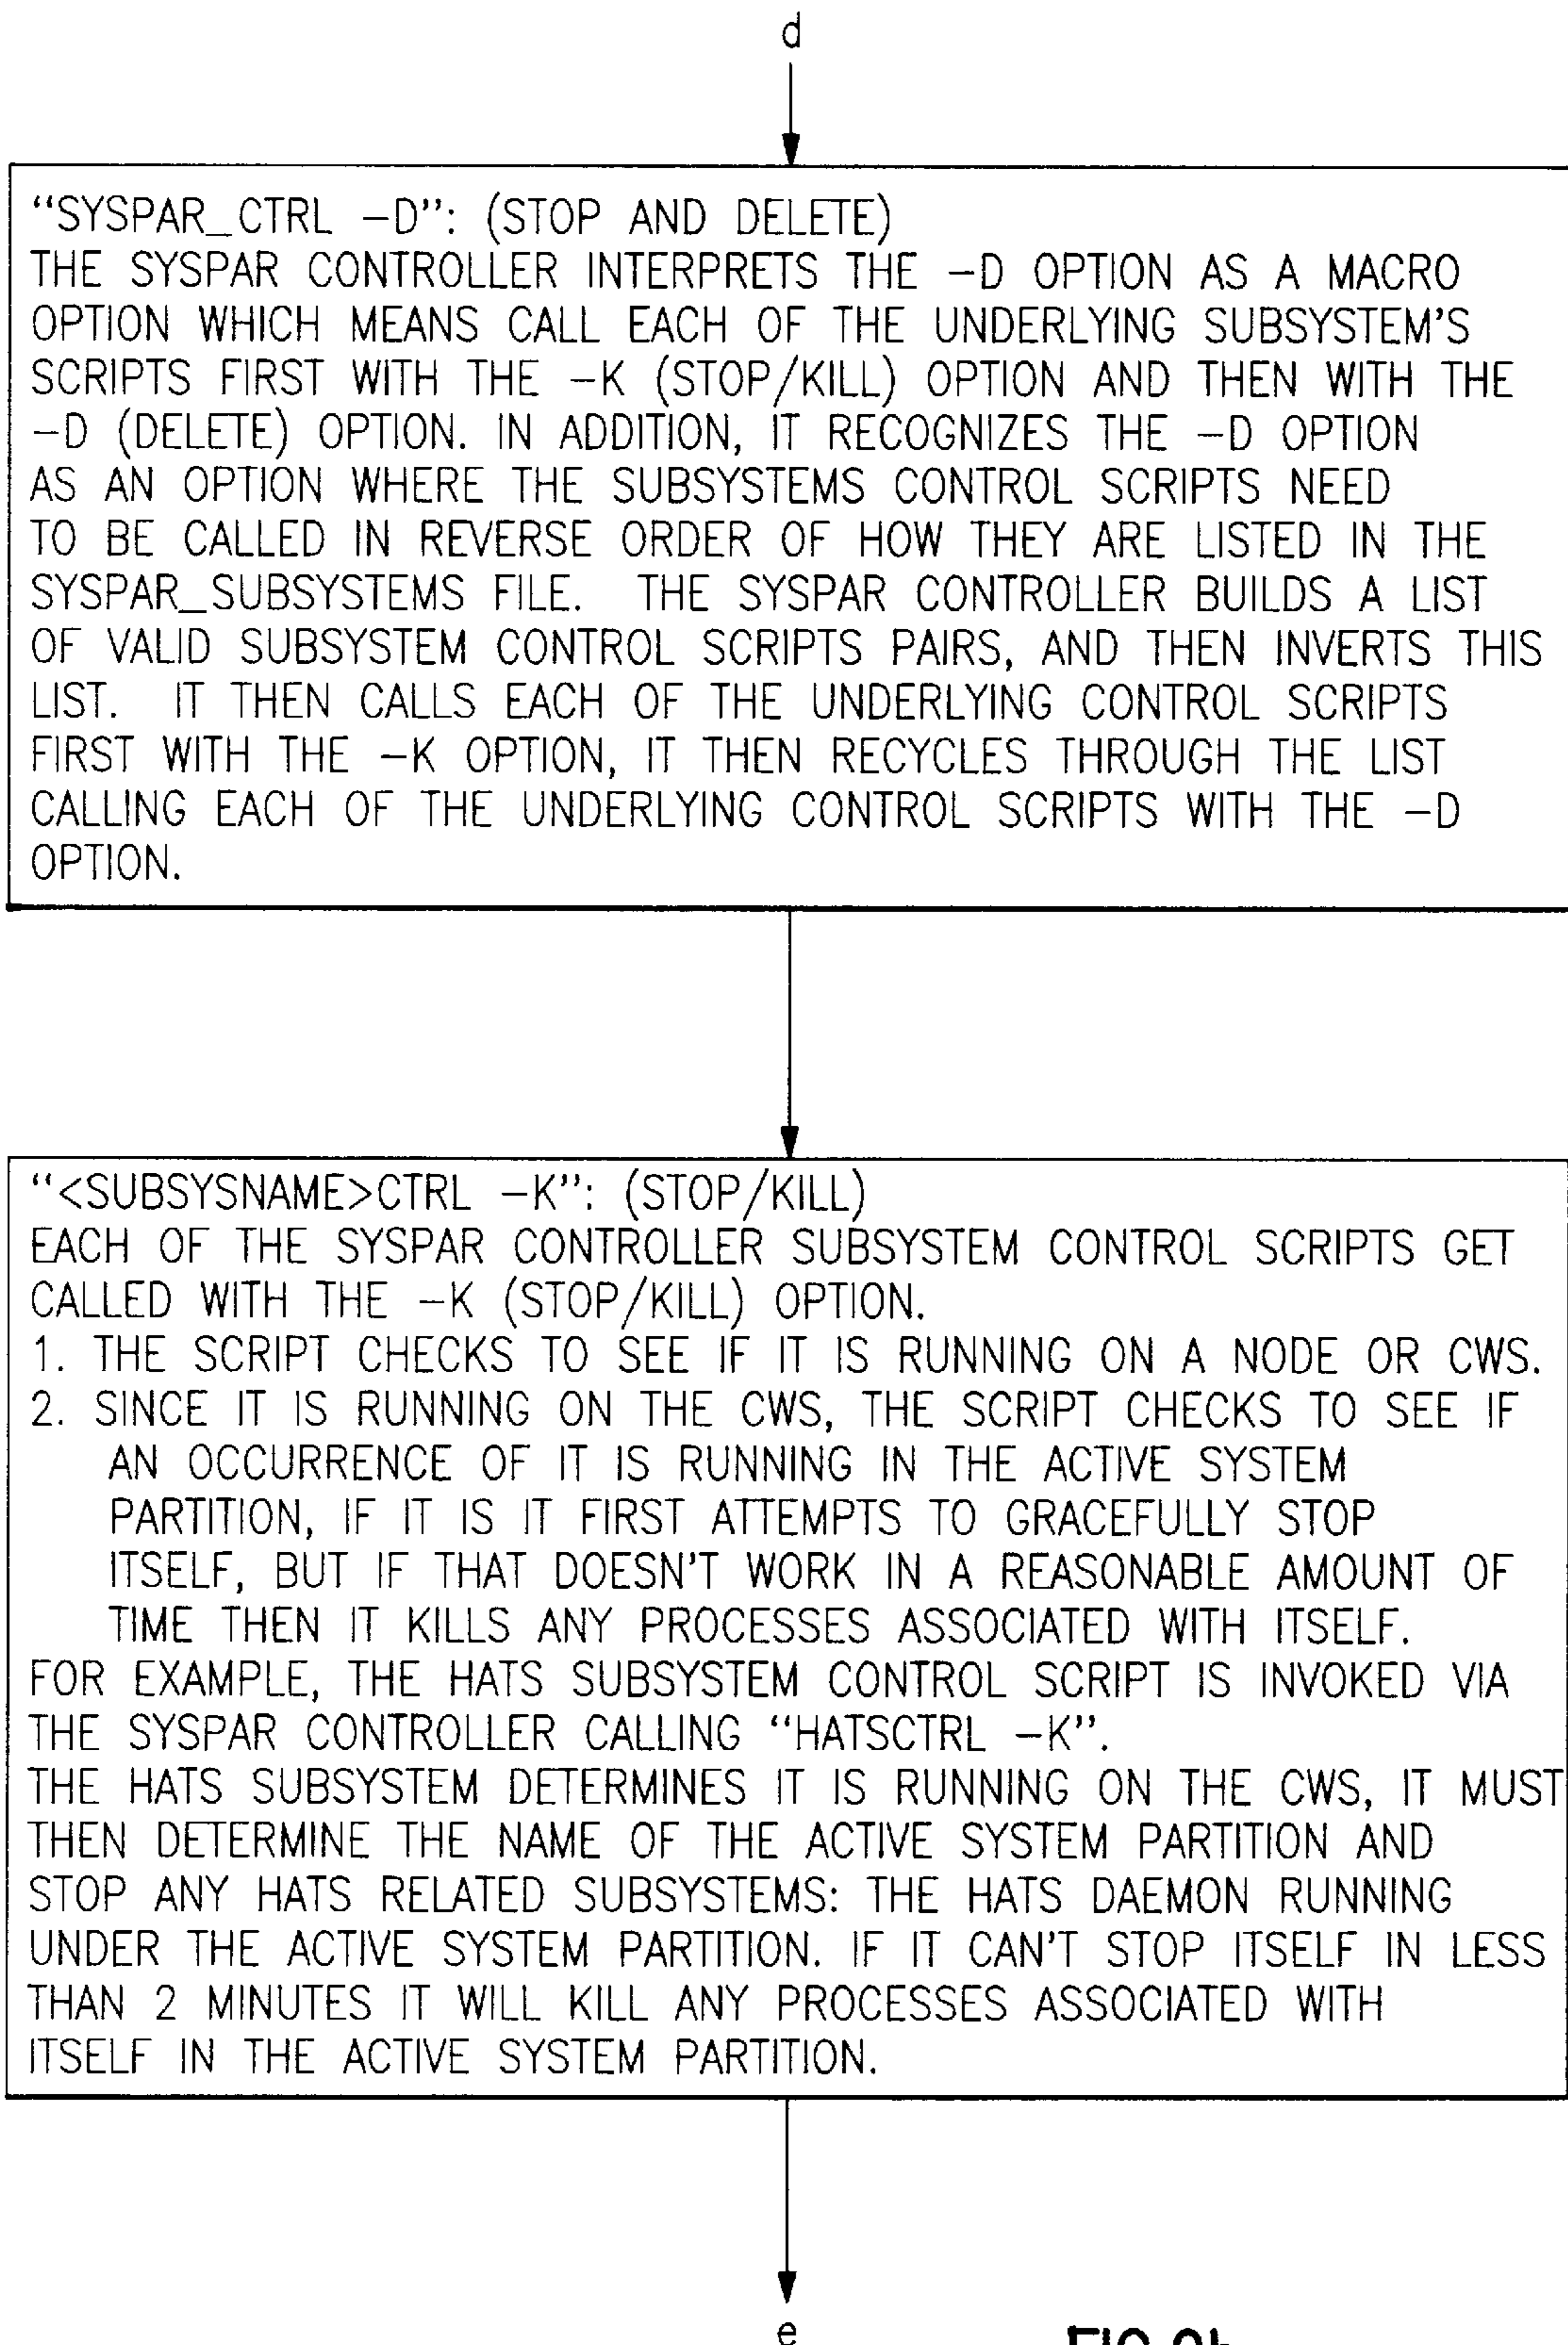 d
“SYSPAR_CTRL –D”: (STOP AND DELETE)
THE SYSPAR CONTROLLER INTERPRETS THE –D OPTION AS A MACRO
OPTION WHICH MEANS CALL EACH OF THE UNDERLYING SUBSYSTEM'S
SCRIPTS FIRST WITH THE –K (STOP/KILL) OPTION AND THEN WITH THE
–D (DELETE) OPTION. IN ADDITION, IT RECOGNIZES THE –D OPTION
AS AN OPTION WHERE THE SUBSYSTEMS CONTROL SCRIPTS NEED
TO BE CALLED IN REVERSE ORDER OF HOW THEY ARE LISTED IN THE
SYSPAR_SUBSYSTEMS FILE. THE SYSPAR CONTROLLER BUILDS A LIST
OF VALID SUBSYSTEM CONTROL SCRIPTS PAIRS, AND THEN INVERTS THIS
LIST. IT THEN CALLS EACH OF THE UNDERLYING CONTROL SCRIPTS
FIRST WITH THE –K OPTION, IT THEN RECYCLES THROUGH THE LIST
CALLING EACH OF THE UNDERLYING CONTROL SCRIPTS WITH THE –D
OPTION.
“<SUBSYSNAME>CTRL –K”: (STOP/KILL)
EACH OF THE SYSPAR CONTROLLER SUBSYSTEM CONTROL SCRIPTS GET
CALLED WITH THE –K (STOP/KILL) OPTION.
1. THE SCRIPT CHECKS TO SEE IF IT IS RUNNING ON A NODE OR CWS.
2. SINCE IT IS RUNNING ON THE CWS, THE SCRIPT CHECKS TO SEE IF
AN OCCURRENCE OF IT IS RUNNING IN THE ACTIVE SYSTEM
PARTITION, IF IT IS IT FIRST ATTEMPTS TO GRACEFULLY STOP
ITSELF, BUT IF THAT DOESN'T WORK IN A REASONABLE AMOUNT OF
TIME THEN IT KILLS ANY PROCESSES ASSOCIATED WITH ITSELF.
FOR EXAMPLE, THE HATS SUBSYSTEM CONTROL SCRIPT IS INVOKED VIA
THE SYSPAR CONTROLLER CALLING “HATSCTRL –K”.
THE HATS SUBSYSTEM DETERMINES IT IS RUNNING ON THE CWS, IT MUST
THEN DETERMINE THE NAME OF THE ACTIVE SYSTEM PARTITION AND
STOP ANY HATS RELATED SUBSYSTEMS: THE HATS DAEMON RUNNING
UNDER THE ACTIVE SYSTEM PARTITION. IF IT CAN'T STOP ITSELF IN LESS
THAN 2 MINUTES IT WILL KILL ANY PROCESSES ASSOCIATED WITH
ITSELF IN THE ACTIVE SYSTEM PARTITION.
e